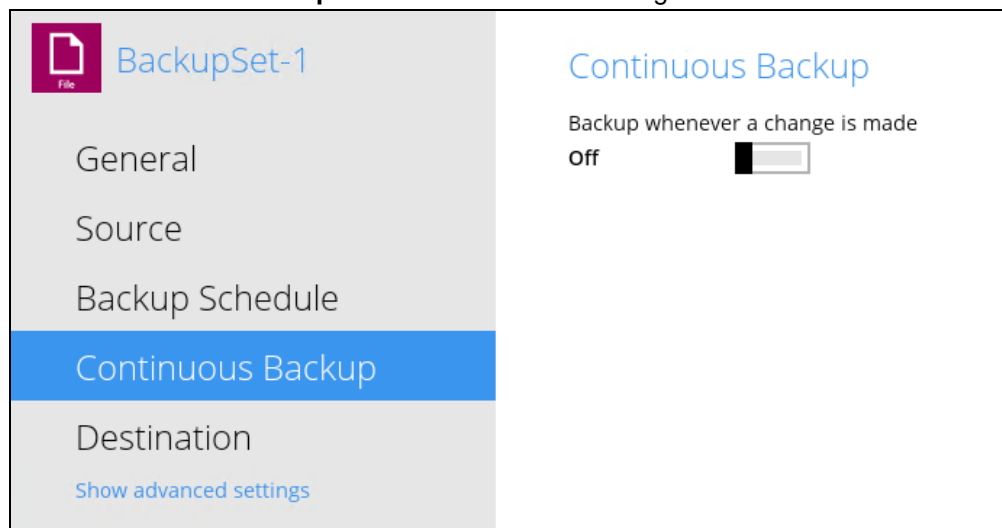 File
BackupSet-1
General
Source
Backup Schedule
Continuous Backup
Destination
Show advanced settings
Continuous Backup
Backup whenever a change is made
Off